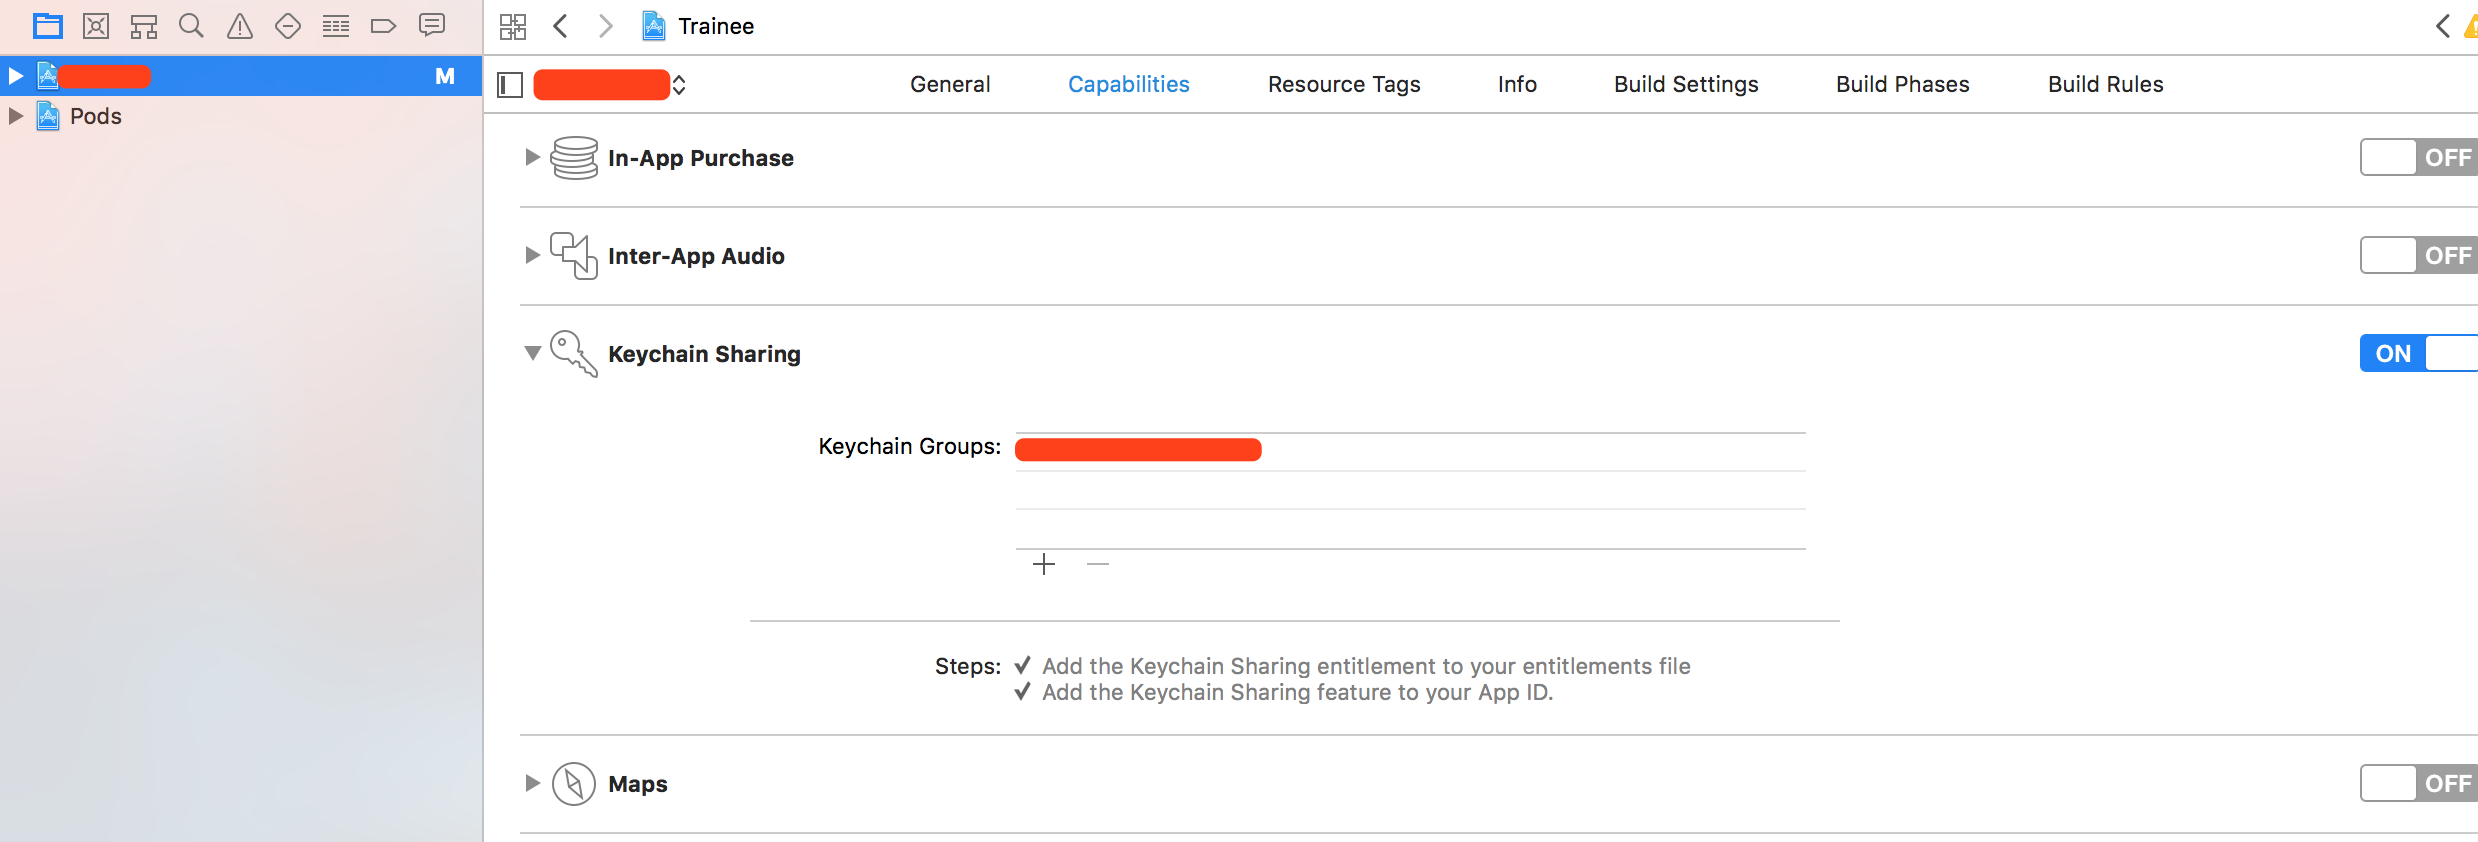 Trainee
M
Pods
General Capabilities Resource Tags Info Build Settings Build Phases Build Rules
In-App Purchase OFF
Inter-App Audio OFF
Keychain Sharing ON
Keychain Groups:
Steps: ✓ Add the Keychain Sharing entitlement to your entitlements file
✓ Add the Keychain Sharing feature to your App ID.
Maps OFF